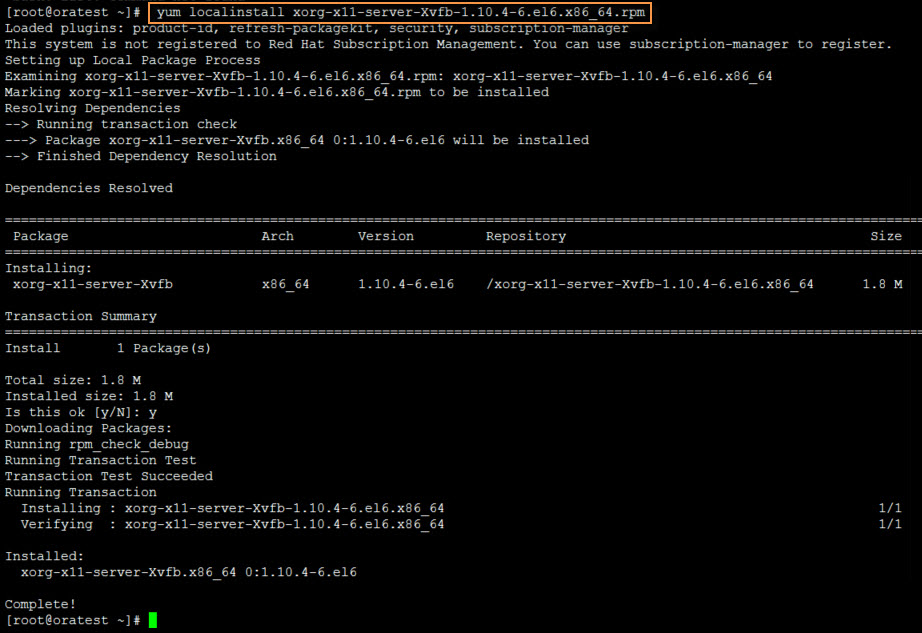 [root@oratest ~]# yum localinstall xorg-x11-server-Xvfb-1.10.4-6.el6.x86_64.rpm
Loaded plugins: product-id, refresh-packagekit, security, subscription-manager
This system is not registered to Red Hat Subscription Management. You can use subscription-manager to register.
Setting up Local Package Process
Examining xorg-x11-server-Xvfb-1.10.4-6.el6.x86_64.rpm: xorg-x11-server-Xvfb-1.10.4-6.el6.x86_64
Marking xorg-x11-server-Xvfb-1.10.4-6.el6.x86_64.rpm to be installed
Resolving Dependencies
--> Running transaction check
---> Package xorg-x11-server-Xvfb.x86_64 0:1.10.4-6.el6 will be installed
--> Finished Dependency Resolution
Dependencies Resolved
Package Arch Version Repository Size
Installing:
xorg-x11-server-Xvfb x86_64 1.10.4-6.el6 /xorg-x11-server-Xvfb-1.10.4-6.el6.x86_64 1.8 M
Transaction Summary
Install 1 Package(s)
Total size: 1.8 M
Installed size: 1.8 M
Is this ok [y/N]: y
Downloading Packages:
Running rpm_check_debug
Running Transaction Test
Transaction Test Succeeded
Running Transaction
Installing : xorg-x11-server-Xvfb-1.10.4-6.el6.x86_64 1/1
Verifying : xorg-x11-server-Xvfb-1.10.4-6.el6.x86_64 1/1
Installed:
xorg-x11-server-Xvfb.x86_64 0:1.10.4-6.el6
Complete!
[root@oratest ~]#